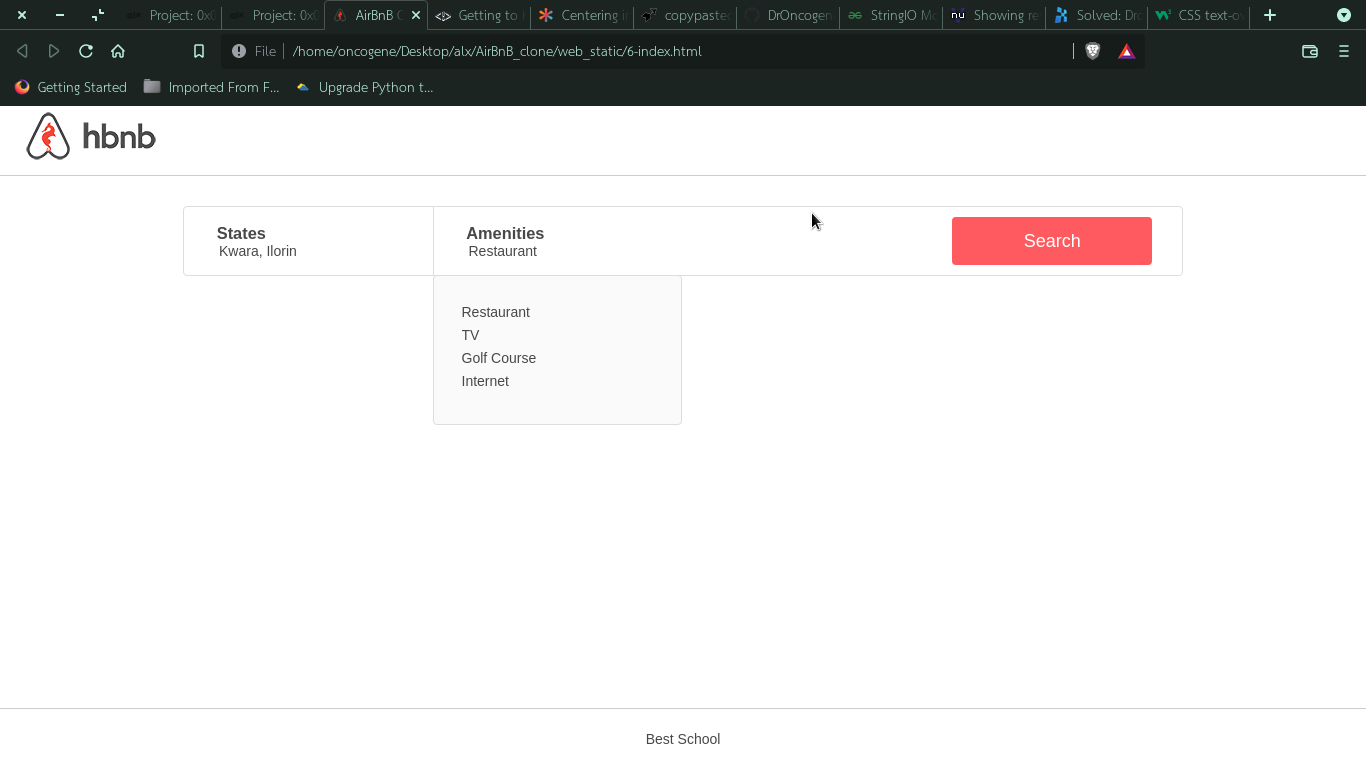 Project: 0x0 Project: 0x0 AirBnB C Getting to Centering i copypaste DrOncogen StringIO Mo Showing re Solved: Dro CSS text-o
File /home/oncogene/Desktop/alx/AirBnB_clone/web_static/6-index.html
Getting Started Imported From F... Upgrade Python t...
hbnb
States Amenities Search
Kwara, Ilorin Restaurant
Restaurant
TV
Golf Course
Internet
Best School